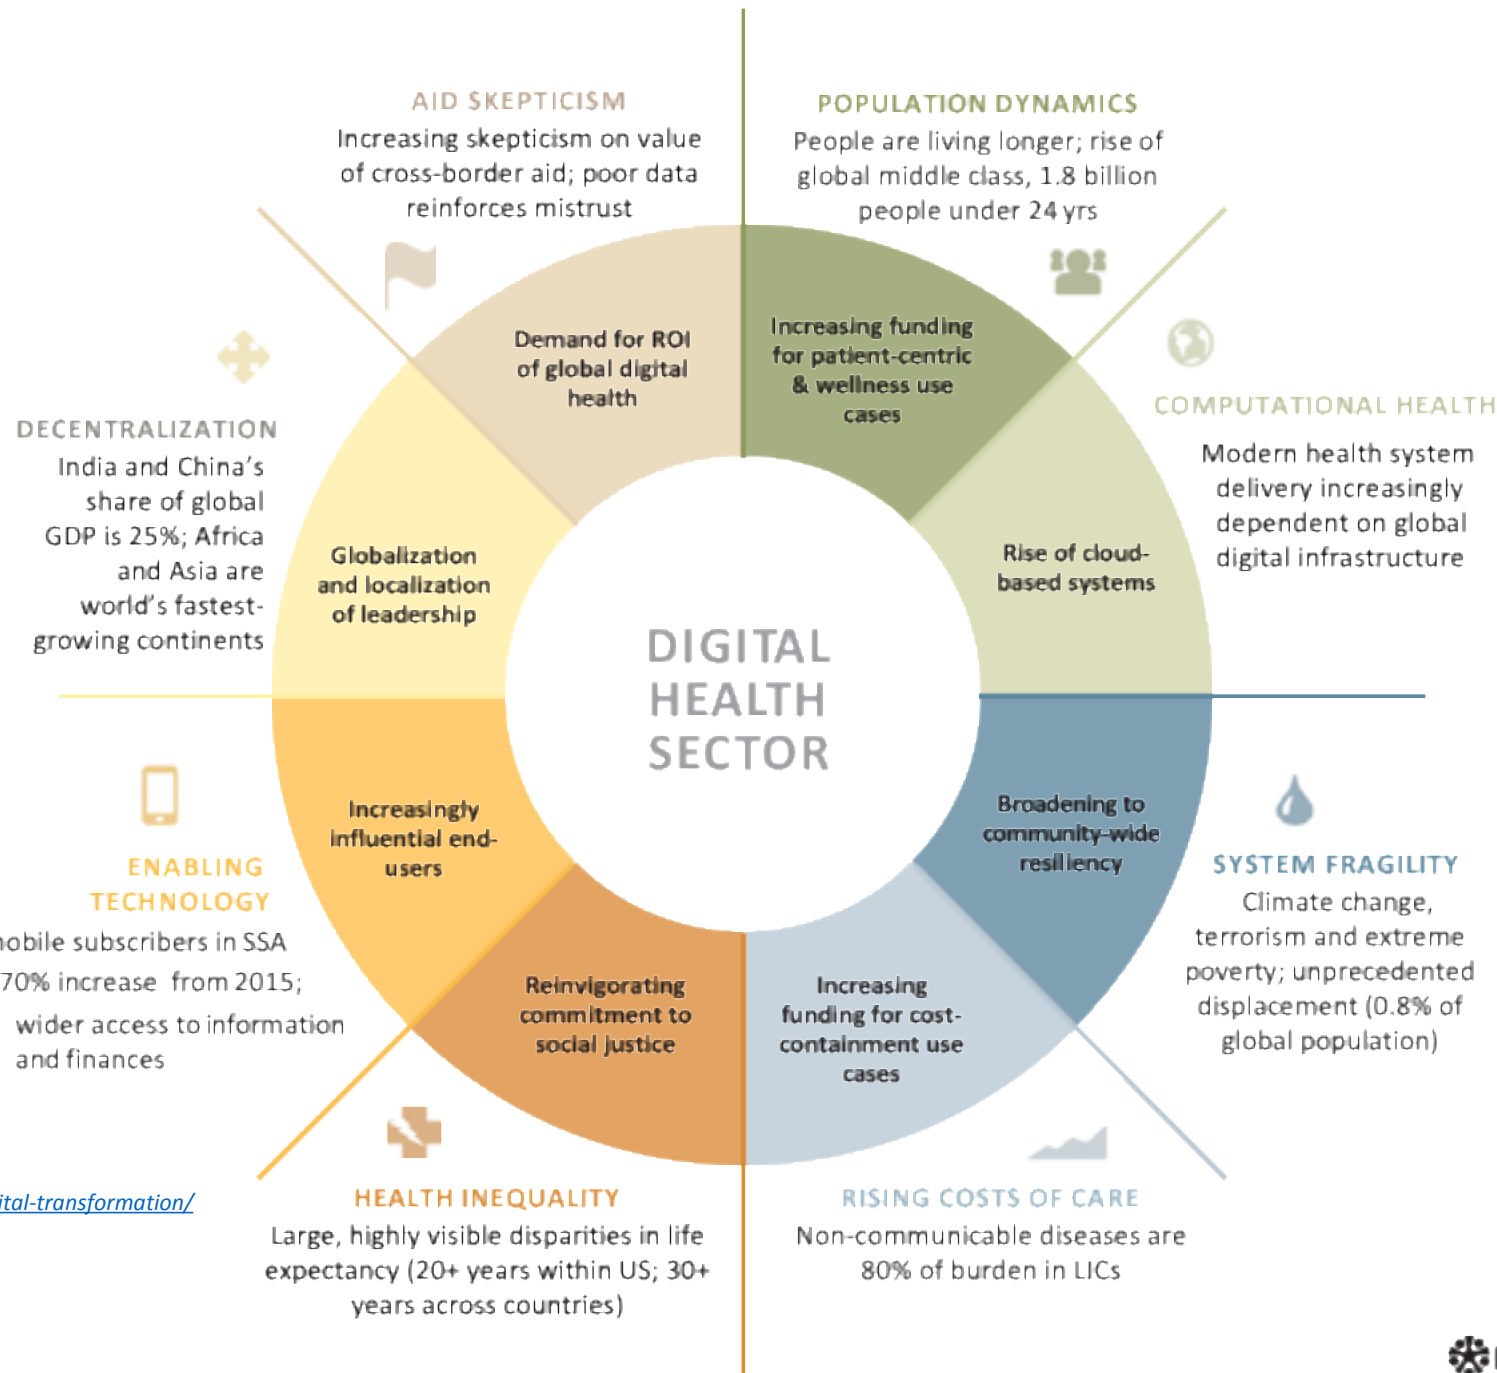 AID SKEPTICISM
Increasing skepticism on value
of cross-border aid; poor data
reinforces mistrust
POPULATION DYNAMICS
People are living longer; rise of
global middle class, 1.8 billion
people under 24 yrs
Demand for ROI
of global digital
health
Increasing funding
for patient-centric
& wellness use
cases
COMPUTATIONAL HEALTH
Modern health system
delivery increasingly
dependent on global
digital infrastructure
DECENTRALIZATION
India and China's
share of global
GDP is 25%; Africa
and Asia are
world's fastest-
growing continents
Globalization
and localization
of leadership
Rise of cloud-
based systems
DIGITAL
HEALTH
SECTOR
Increasingly
influential end-
users
Broadening to
community-wide
resiliency
ENABLING
TECHNOLOGY
mobile subscribers in SSA
70% increase from 2015;
wider access to information
and finances
SYSTEM FRAGILITY
Climate change,
terrorism and extreme
poverty; unprecedented
displacement (0.8% of
global population)
Reinvigorating
commitment to
social justice
Increasing
funding for cost-
containment use
cases
ital-transformation/
HEALTH INEQUALITY
Large, highly visible disparities in life
expectancy (20+ years within US; 30+
years across countries)
RISING COSTS OF CARE
Non-communicable diseases are
80% of burden in LICs